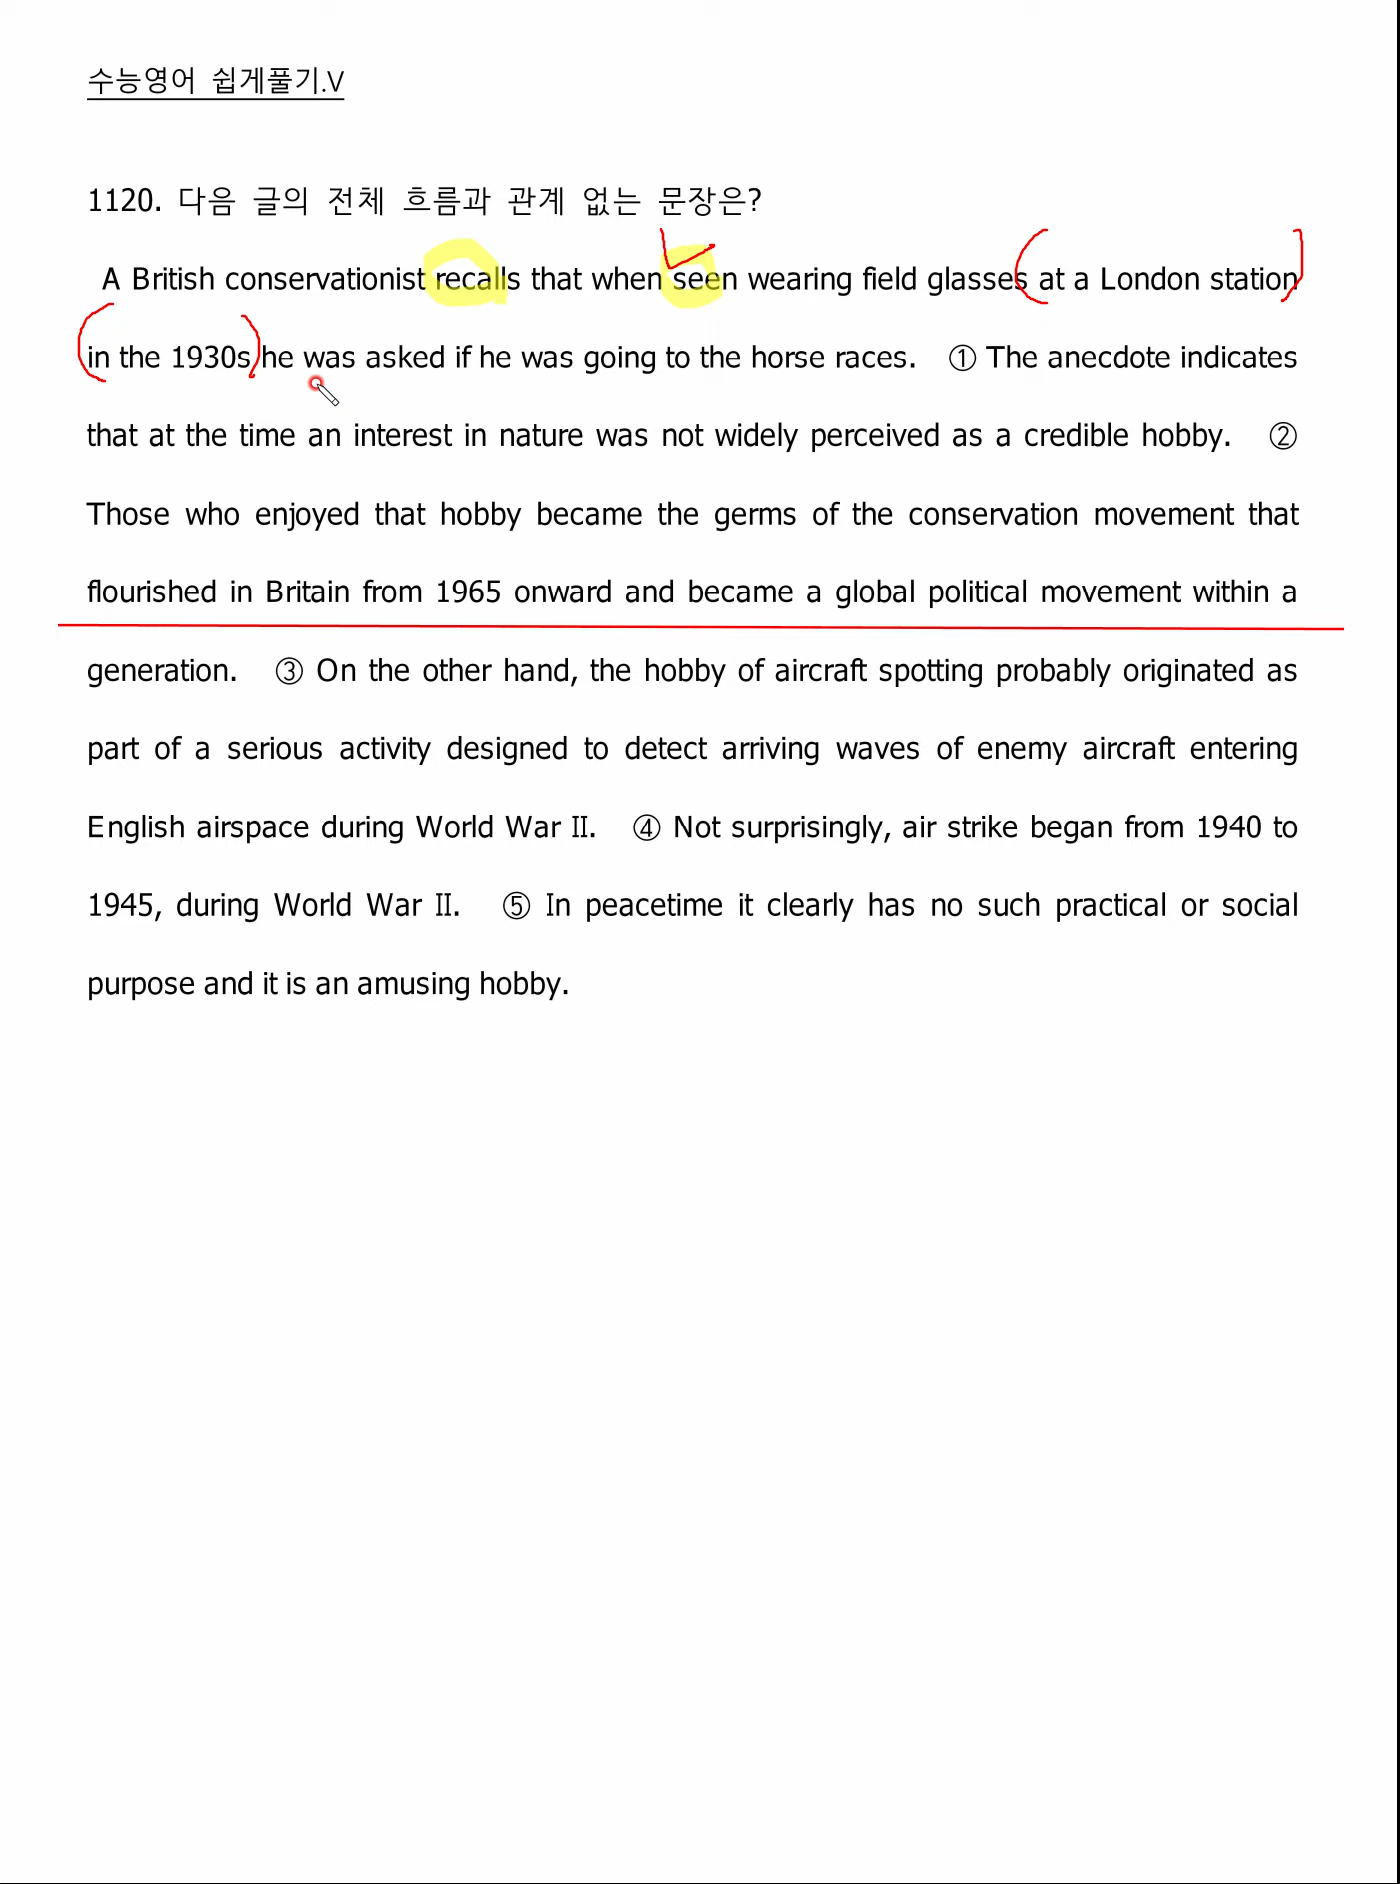 수능영어 쉽게풀기.V
1120. 다음 글의 전체 흐름과 관계 없는 문장은?
A British conservationist recalls that when seen wearing field glasses at a London station
in the 1930s, he was asked if he was going to the horse races. ① The anecdote indicates
that at the time an interest in nature was not widely perceived as a credible hobby. ②
Those who enjoyed that hobby became the germs of the conservation movement that
flourished in Britain from 1965 onward and became a global political movement within a
generation. ③ On the other hand, the hobby of aircraft spotting probably originated as
part of a serious activity designed to detect arriving waves of enemy aircraft entering
English airspace during World War II. ④ Not surprisingly, air strike began from 1940 to
1945, during World War II. ⑤ In peacetime it clearly has no such practical or social
purpose and it is an amusing hobby.